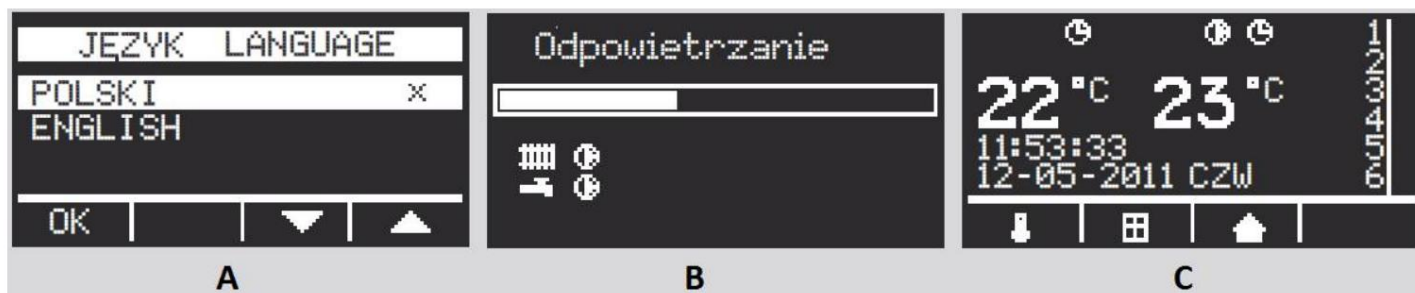 JĘZYK LANGUAGE
POLSKI x
ENGLISH
OK
A
Odpowietrzanie
B
22°C 23°C
11:53:33
12-05-2011 CZW
1
2
3
4
5
6
C